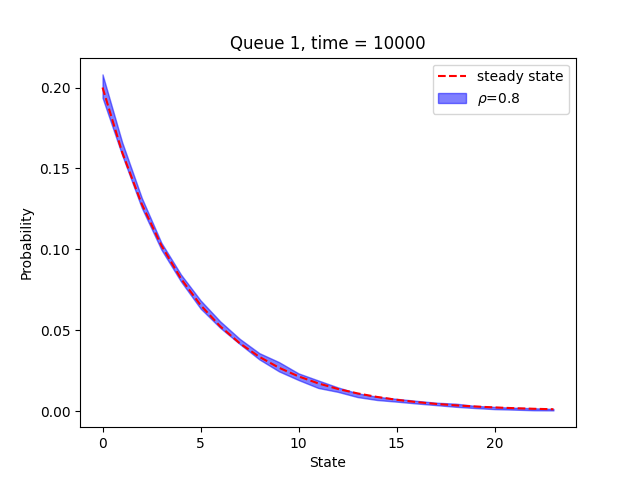 Queue 1, time = 10000
steady state
ρ=0.8
Probability
0.20
0.15
0.10
0.05
0.00
0 5 10 15 20
State